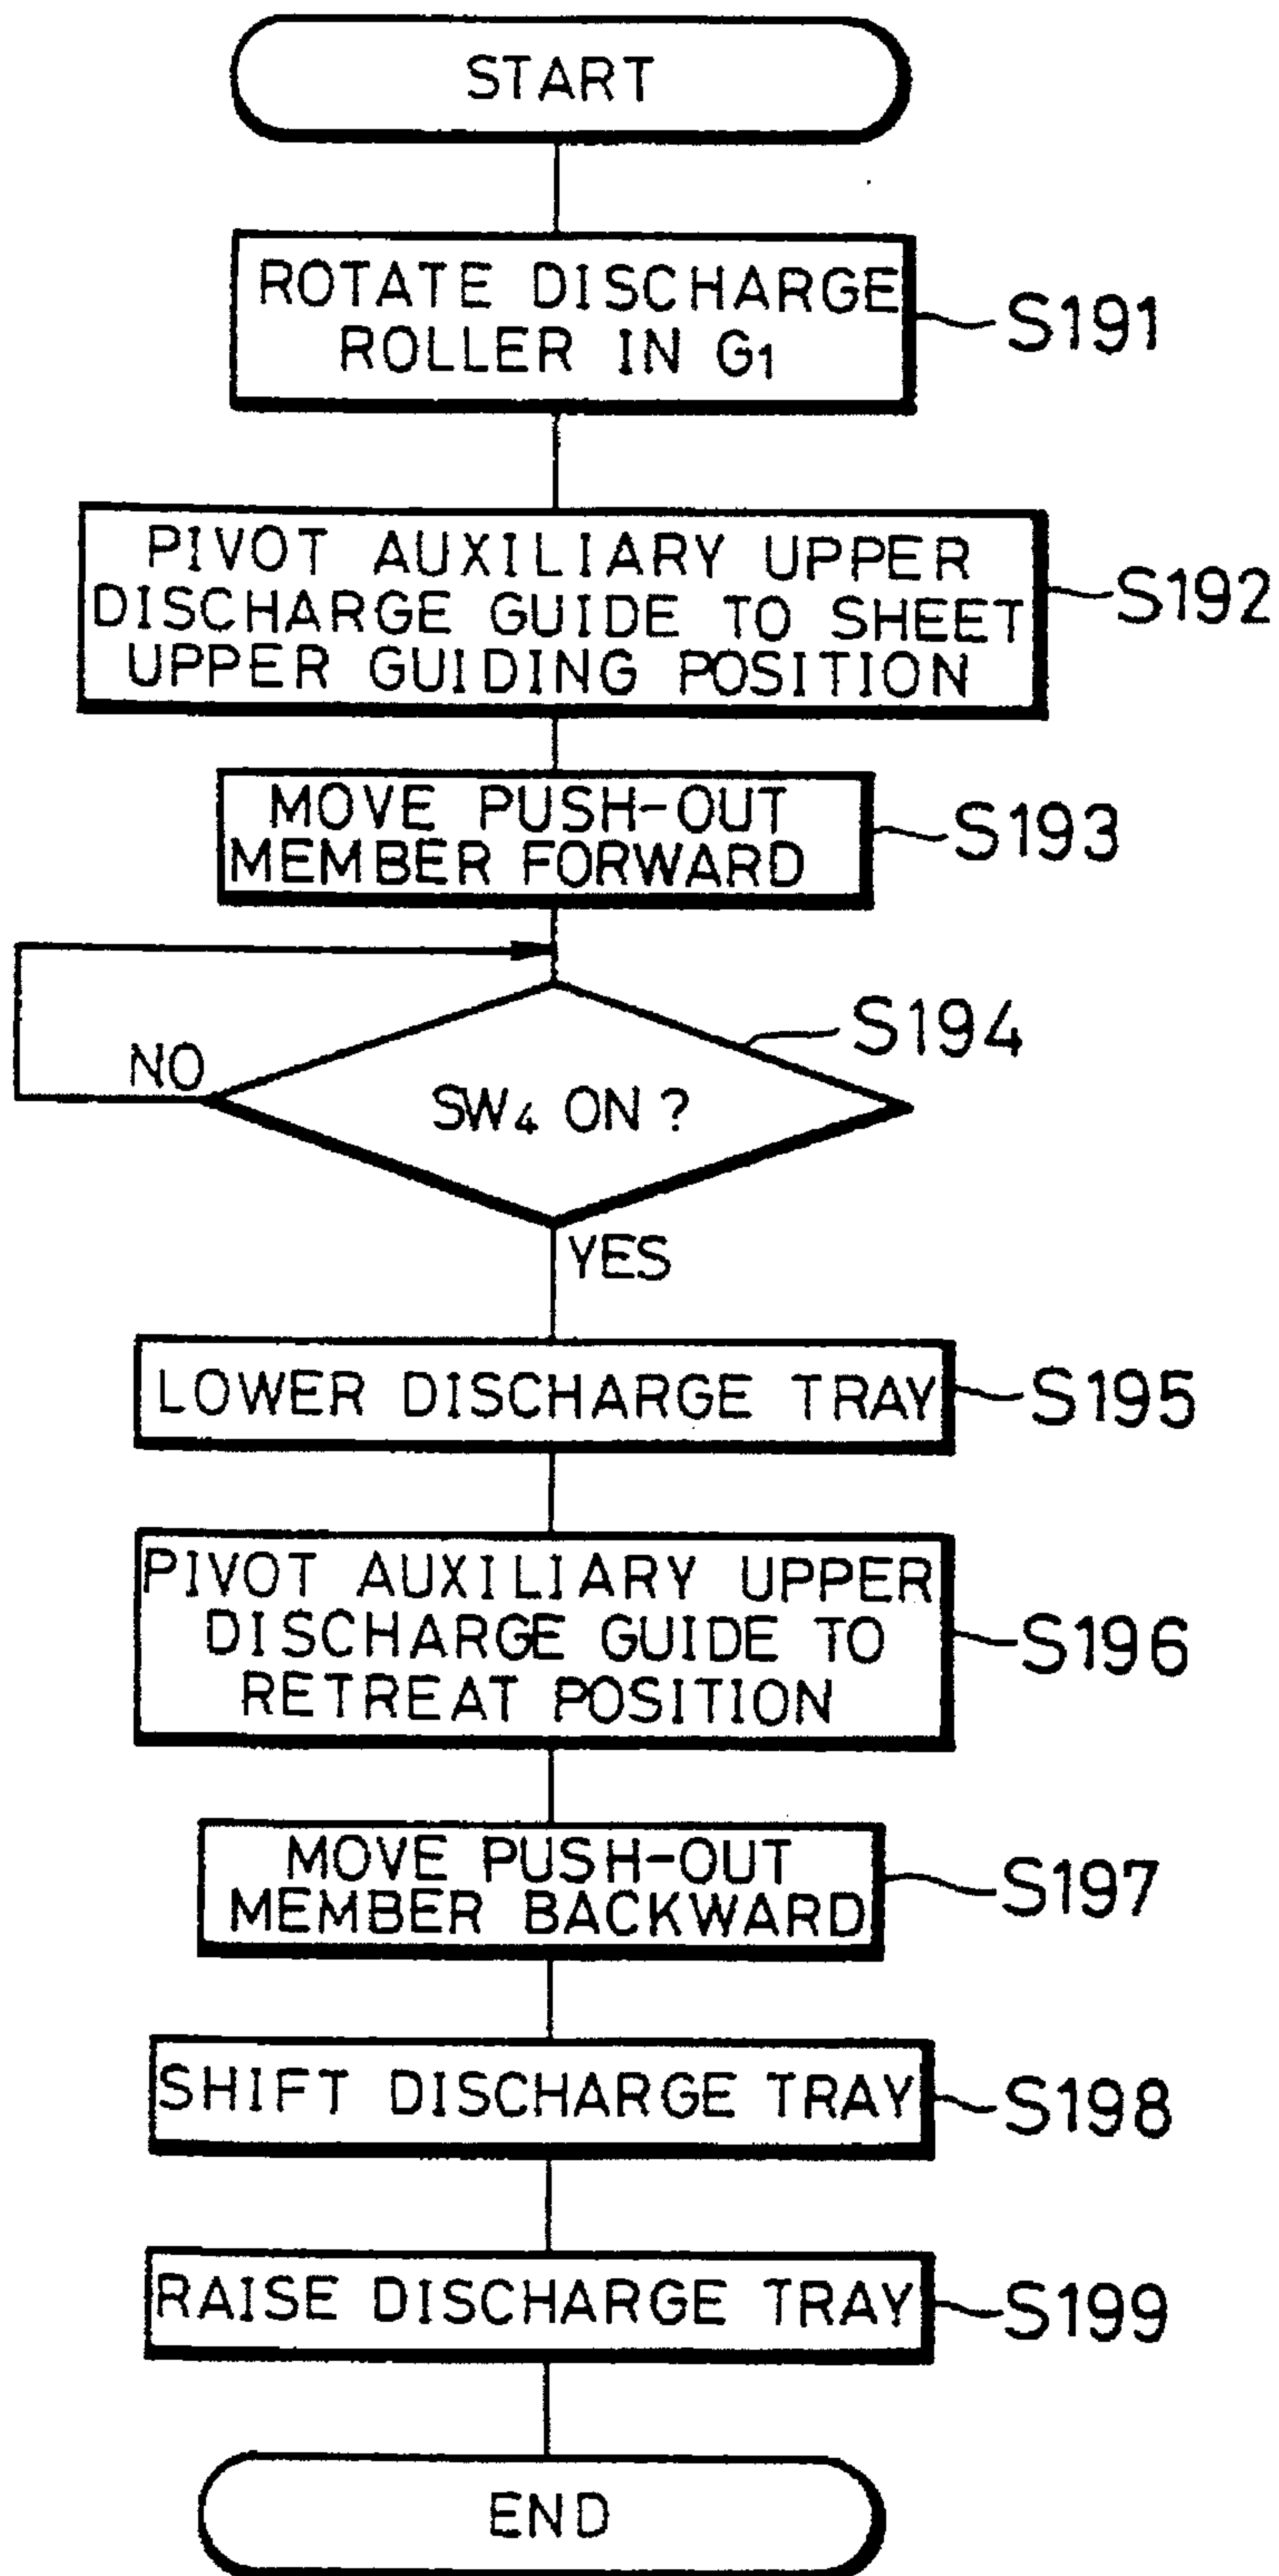 START
ROTATE DISCHARGE
ROLLER IN G₁
S191
PIVOT AUXILIARY UPPER
DISCHARGE GUIDE TO SHEET
UPPER GUIDING POSITION
S192
MOVE PUSH-OUT
MEMBER FORWARD
S193
S194
NO
SW₄ ON ?
YES
LOWER DISCHARGE TRAY
S195
PIVOT AUXILIARY UPPER
DISCHARGE GUIDE TO
RETREAT POSITION
S196
MOVE PUSH-OUT
MEMBER BACKWARD
S197
SHIFT DISCHARGE TRAY
S198
RAISE DISCHARGE TRAY
S199
END